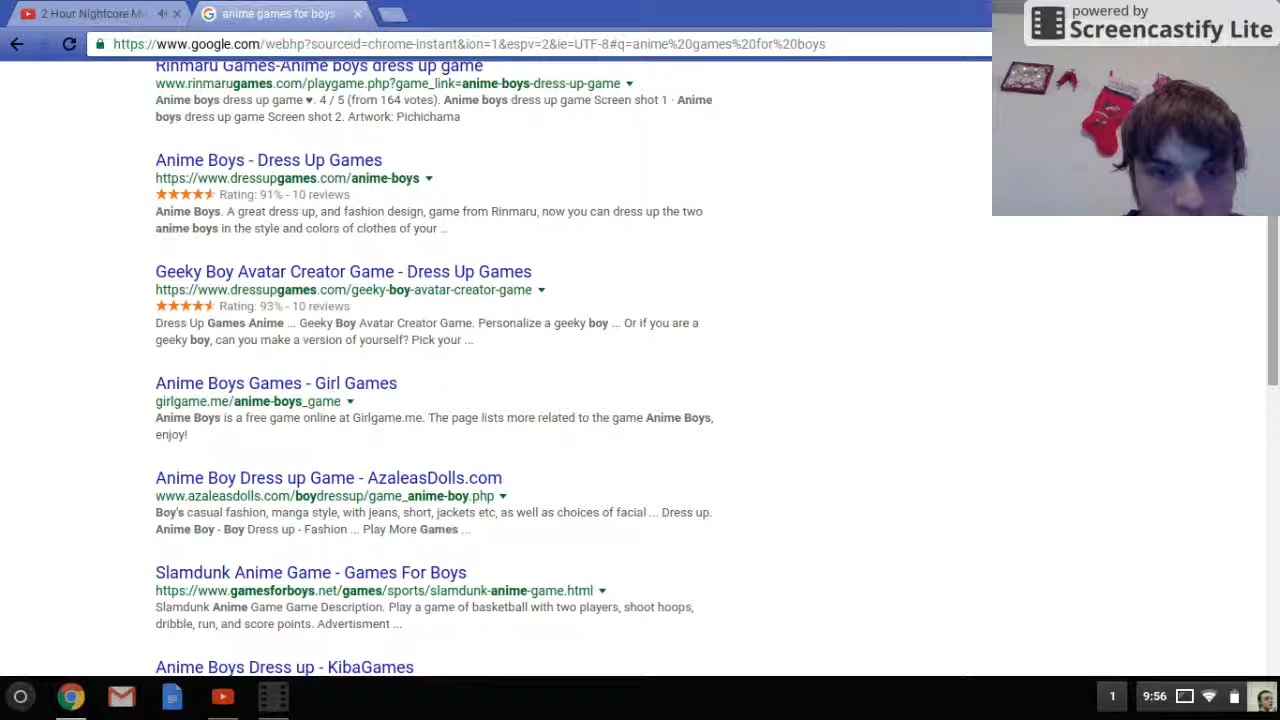 2 Hour Nightcore M
anime games for boys
powered by
Screencastify Lite
https://www.google.com/webhp?sourceid=chrome-instant&ion=1&espv=2&ie=UTF-8#q=anime%20games%20for%20boys
Rinmaru Games-Anime boys dress up game
www.rinmarugames.com/playgame.php?game_link=anime-boys-dress-up-game
Anime boys dress up game ♥. 4 / 5 (from 164 votes). Anime boys dress up game Screen shot 1 · Anime
boys dress up game Screen shot 2. Artwork: Pichichama
Anime Boys - Dress Up Games
https://www.dressupgames.com/anime-boys
Rating: 91% - 10 reviews
Anime Boys. A great dress up, and fashion design, game from Rinmaru, now you can dress up the two
anime boys in the style and colors of clothes of your ...
Geeky Boy Avatar Creator Game - Dress Up Games
https://www.dressupgames.com/geeky-boy-avatar-creator-game
Rating: 93% - 10 reviews
Dress Up Games Anime ... Geeky Boy Avatar Creator Game. Personalize a geeky boy ... Or if you are a
geeky boy, can you make a version of yourself? Pick your ...
Anime Boys Games - Girl Games
girlgame.me/anime-boys_game
Anime Boys is a free game online at Girlgame.me. The page lists more related to the game Anime Boys,
enjoy!
Anime Boy Dress up Game - AzaleasDolls.com
www.azaleasdolls.com/boydressup/game_anime-boy.php
Boy's casual fashion, manga style, with jeans, short, jackets etc, as well as choices of facial ... Dress up.
Anime Boy - Boy Dress up - Fashion ... Play More Games ...
Slamdunk Anime Game - Games For Boys
https://www.gamesforboys.net/games/sports/slamdunk-anime-game.html
Slamdunk Anime Game Game Description. Play a game of basketball with two players, shoot hoops,
dribble, run, and score points. Advertisment ...
Anime Boys Dress up - KibaGames
1
9:56